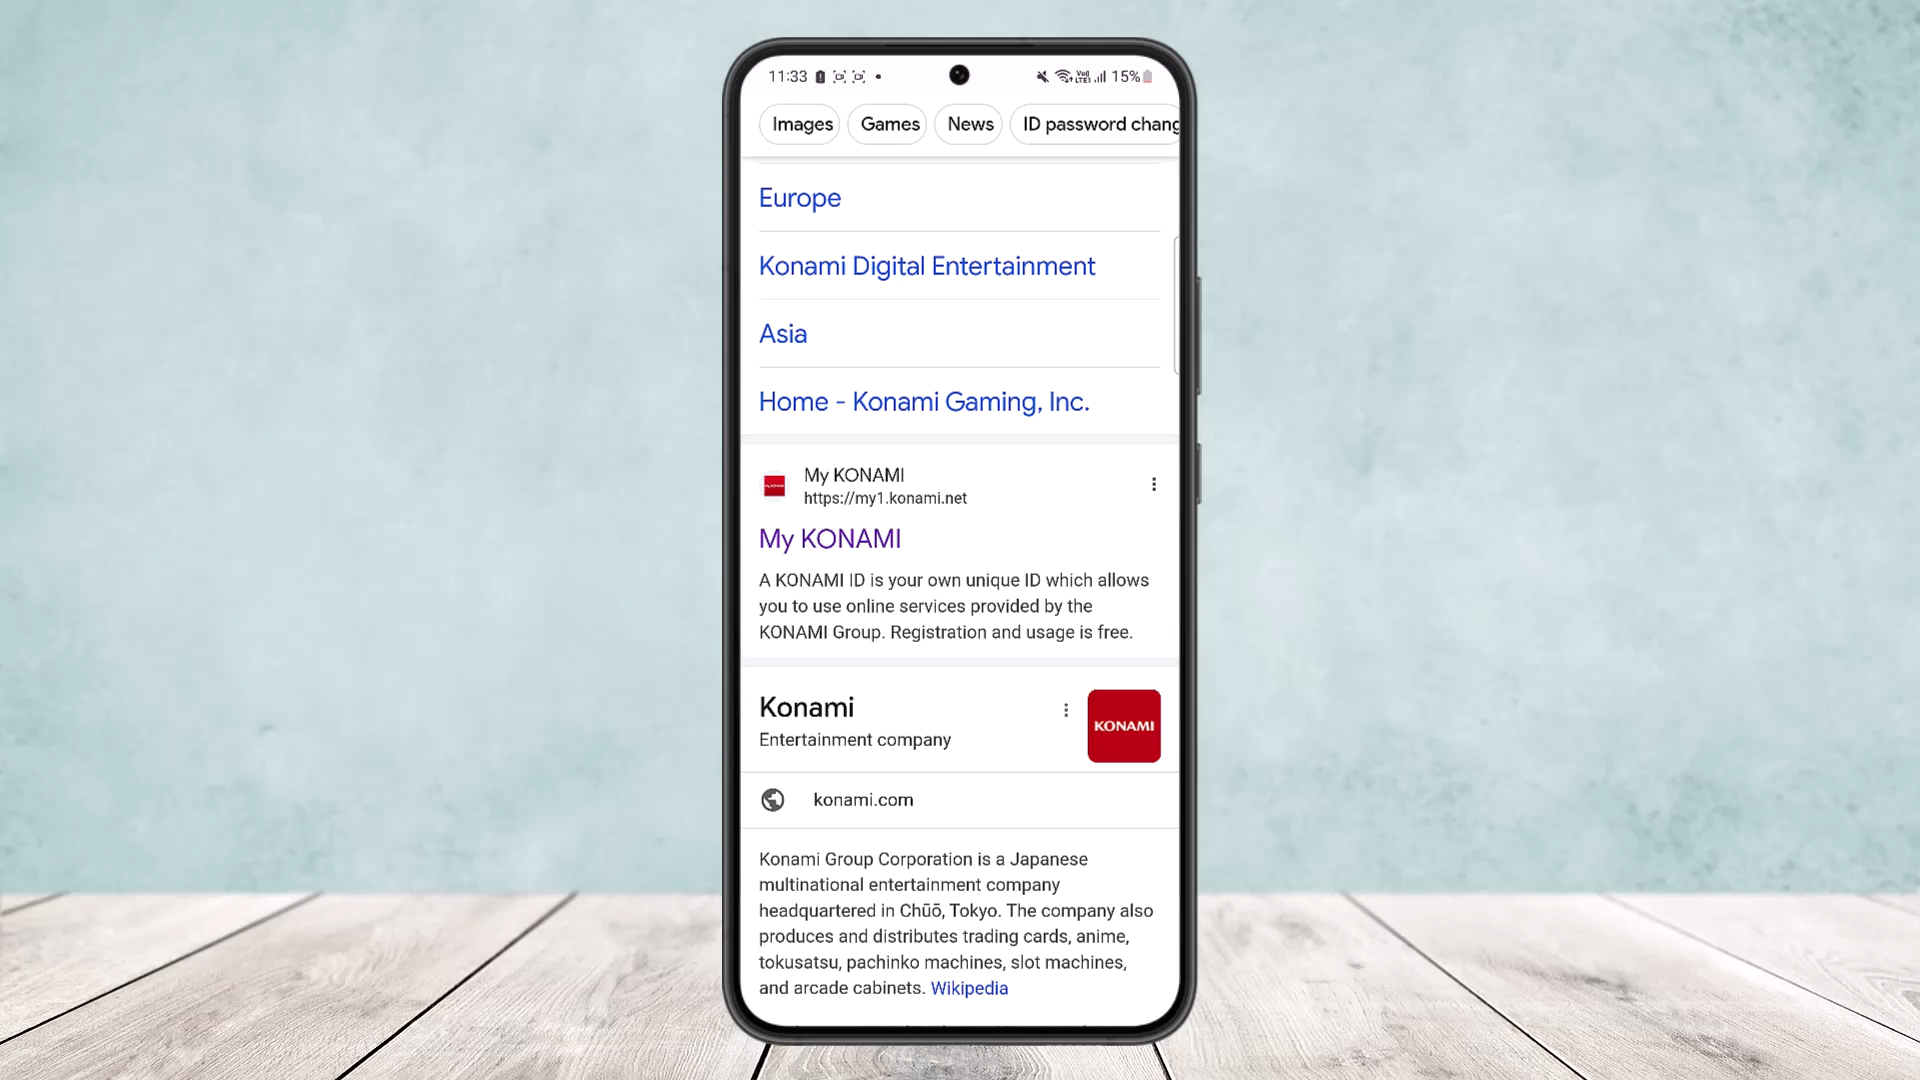 11:33
15%
Images Games News ID password chang
Europe
Konami Digital Entertainment
Asia
Home - Konami Gaming, Inc.
My KONAMI
https://my1.konami.net
My KONAMI
A KONAMI ID is your own unique ID which allows
you to use online services provided by the
KONAMI Group. Registration and usage is free.
Konami
KONAMI
Entertainment company
konami.com
Konami Group Corporation is a Japanese
multinational entertainment company
headquartered in Chūō, Tokyo. The company also
produces and distributes trading cards, anime,
tokusatsu, pachinko machines, slot machines,
and arcade cabinets. Wikipedia